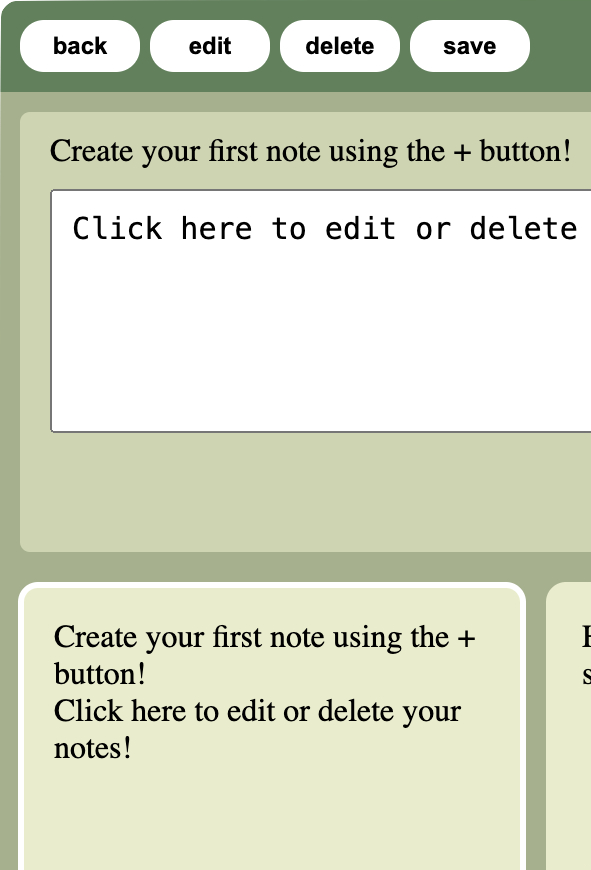 back edit delete save
Create your first note using the + button!
Click here to edit or delete
Create your first note using the +
button!
Click here to edit or delete your
notes!